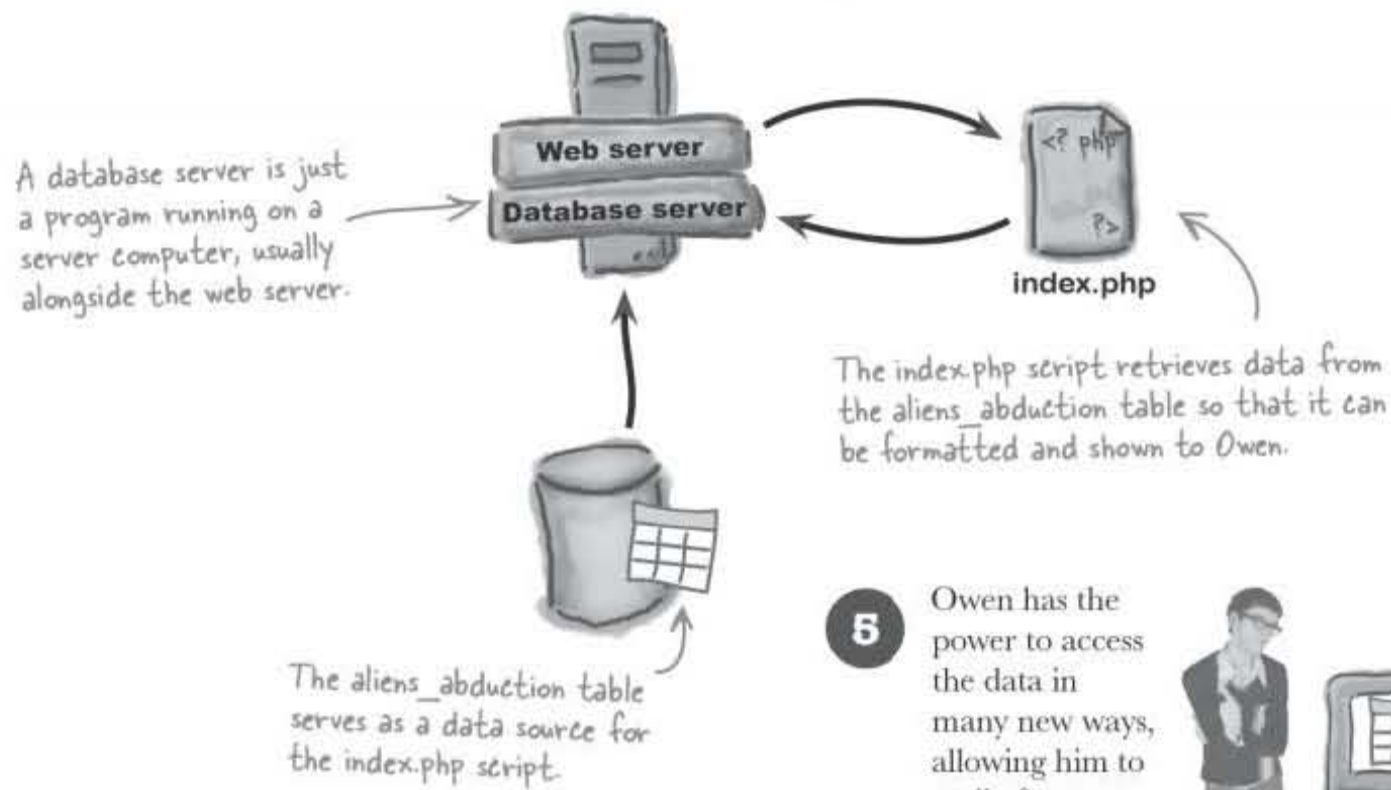 Web server
Database server
A database server is just
a program running on a
server computer, usually
alongside the web server.
<? php
?>
index.php
The index.php script retrieves data from
the aliens_abduction table so that it can
be formatted and shown to Owen.
The aliens_abduction table
serves as a data source for
the index.php script.
5
Owen has the
power to access
the data in
many new ways,
allowing him to